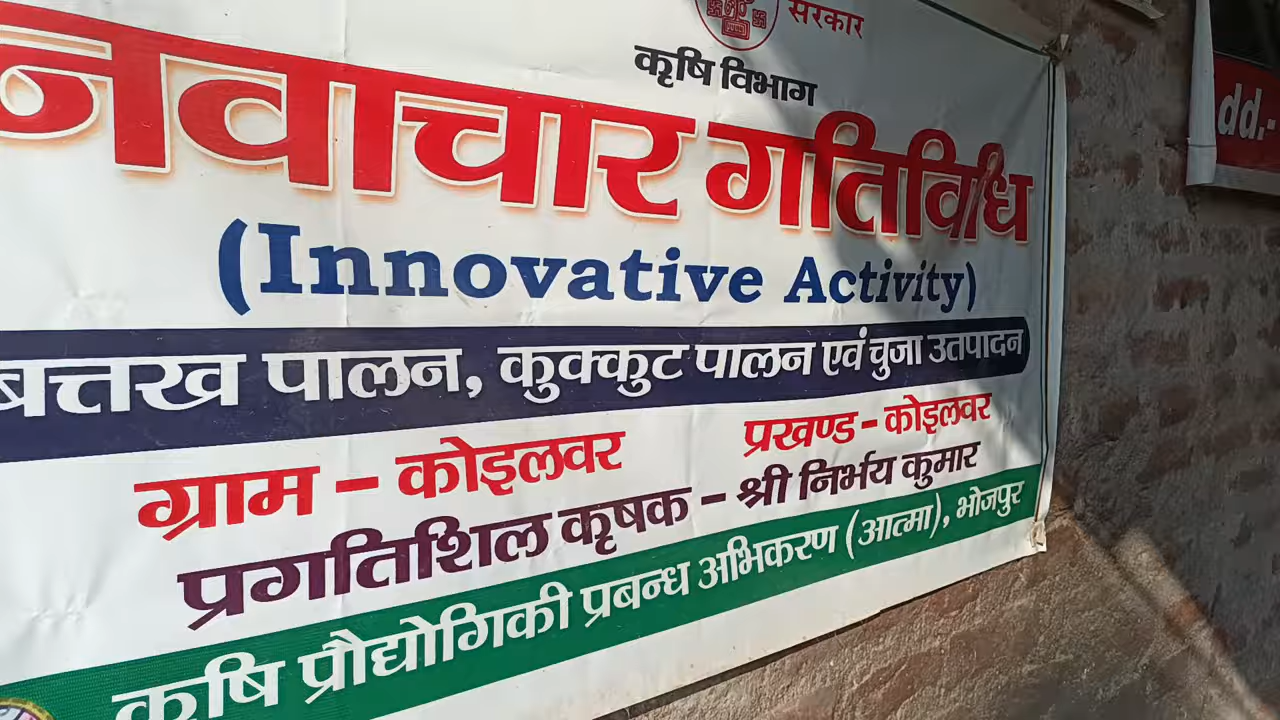 सरकार
कृषि विभाग
नवाचार गतिविधि
(Innovative Activity)
बत्तख पालन, कुक्कुट पालन एवं चुजा उतपादन
ग्राम – कोइलवर प्रखण्ड – कोइलवर
प्रगतिशिल कृषक – श्री निर्भय कुमार
कृषि प्रौद्योगिकी प्रबन्ध अभिकरण (आत्मा), भोजपुर
dd.-